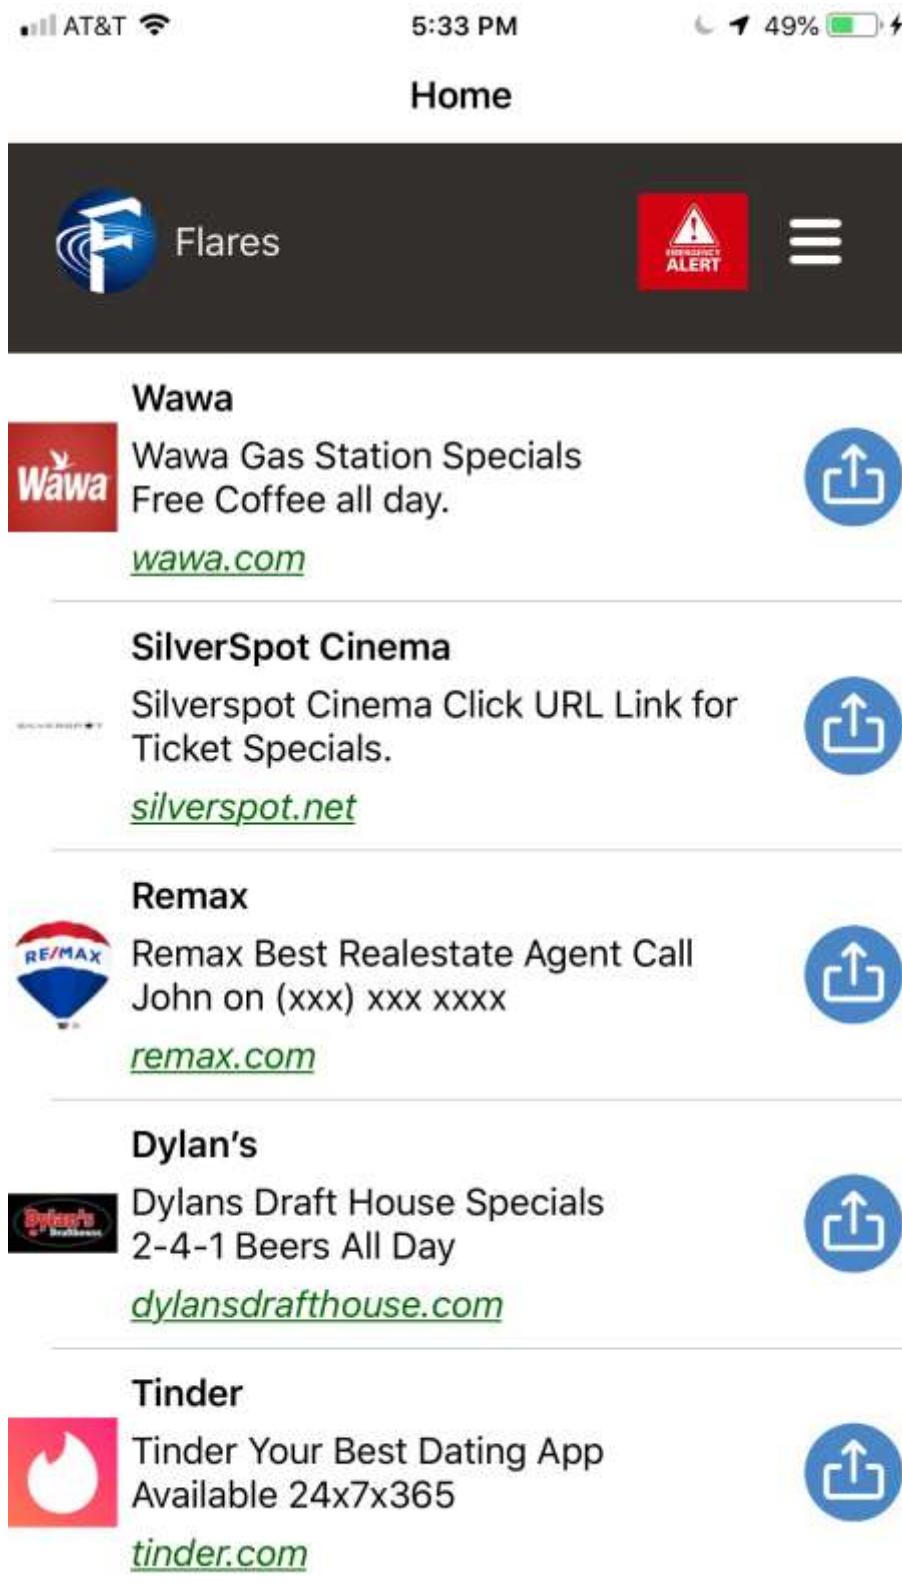 AT&T
5:33 PM
49%
Home
F
Flares
EMERGENCY
ALERT
Wawa
Wawa
Wawa Gas Station Specials
Free Coffee all day.
wawa.com
SilverSpot Cinema
SILVERSPOT
Silverspot Cinema Click URL Link for
Ticket Specials.
silverspot.net
Remax
RE/MAX
Remax Best Realestate Agent Call
John on (xxx) xxx xxxx
remax.com
Dylan’s
Dylan's
Drafthouse
Dylans Draft House Specials
2-4-1 Beers All Day
dylansdrafthouse.com
Tinder
Tinder Your Best Dating App
Available 24x7x365
tinder.com